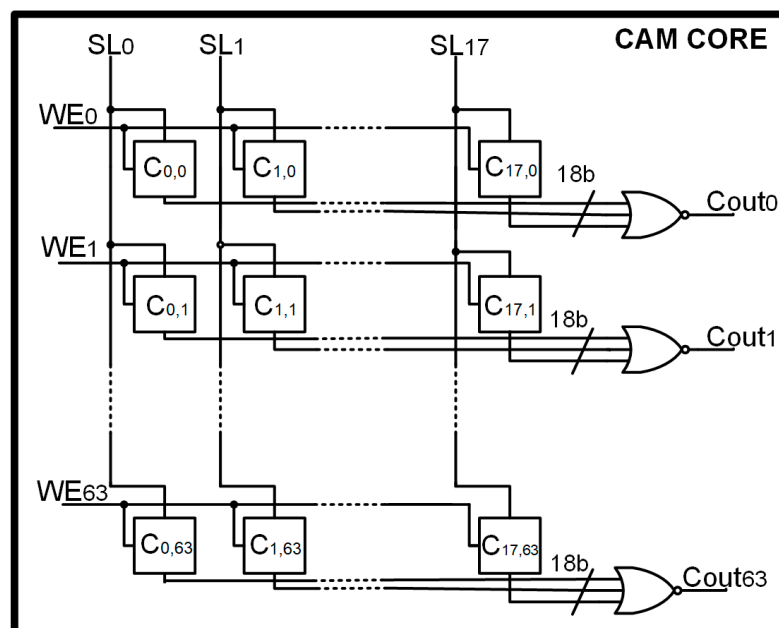 SL0 SL1 SL17 CAM CORE
WE0
C0,0 C1,0 C17,0 18b Cout0
WE1
C0,1 C1,1 C17,1 18b Cout1
WE63
C0,63 C1,63 C17,63 18b Cout63